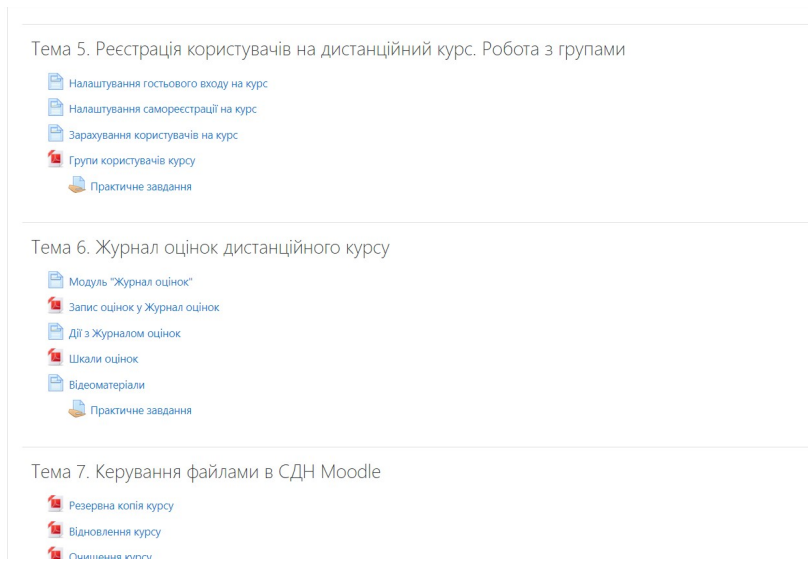 Тема 5. Реєстрація користувачів на дистанційний курс. Робота з групами
Налаштування гостьового входу на курс
Налаштування самореєстрації на курс
Зарахування користувачів на курс
Групи користувачів курсу
Практичне завдання
Тема 6. Журнал оцінок дистанційного курсу
Модуль "Журнал оцінок"
Запис оцінок у Журнал оцінок
Дії з Журналом оцінок
Шкали оцінок
Відеоматеріали
Практичне завдання
Тема 7. Керування файлами в СДН Moodle
Резервна копія курсу
Відновлення курсу
Очищення курсу